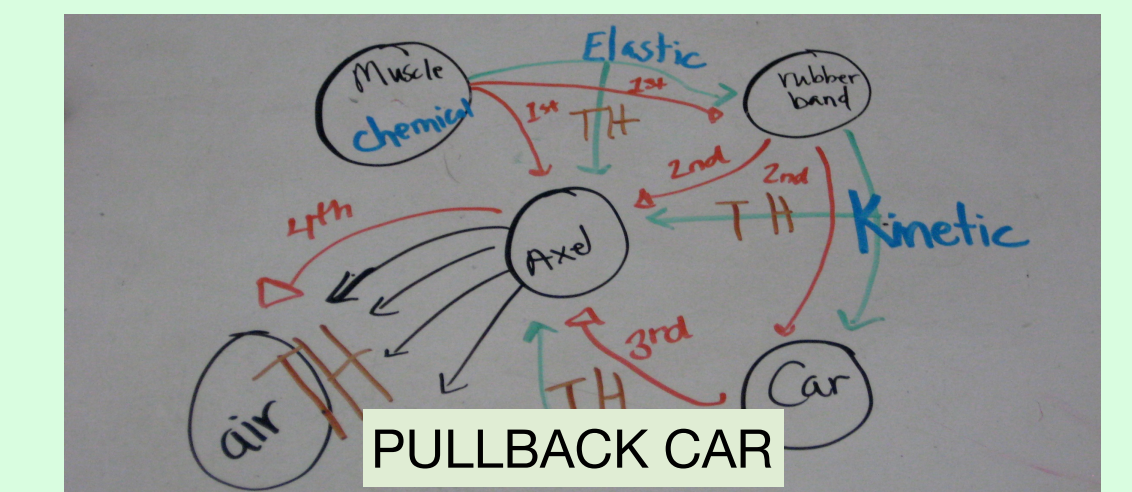 Elastic
Muscle
chemical
rubber
band
1st
1st
TH
2nd
2nd
TH
Kinetic
4th
Axel
3rd
TH
TH
Car
air
PULLBACK CAR